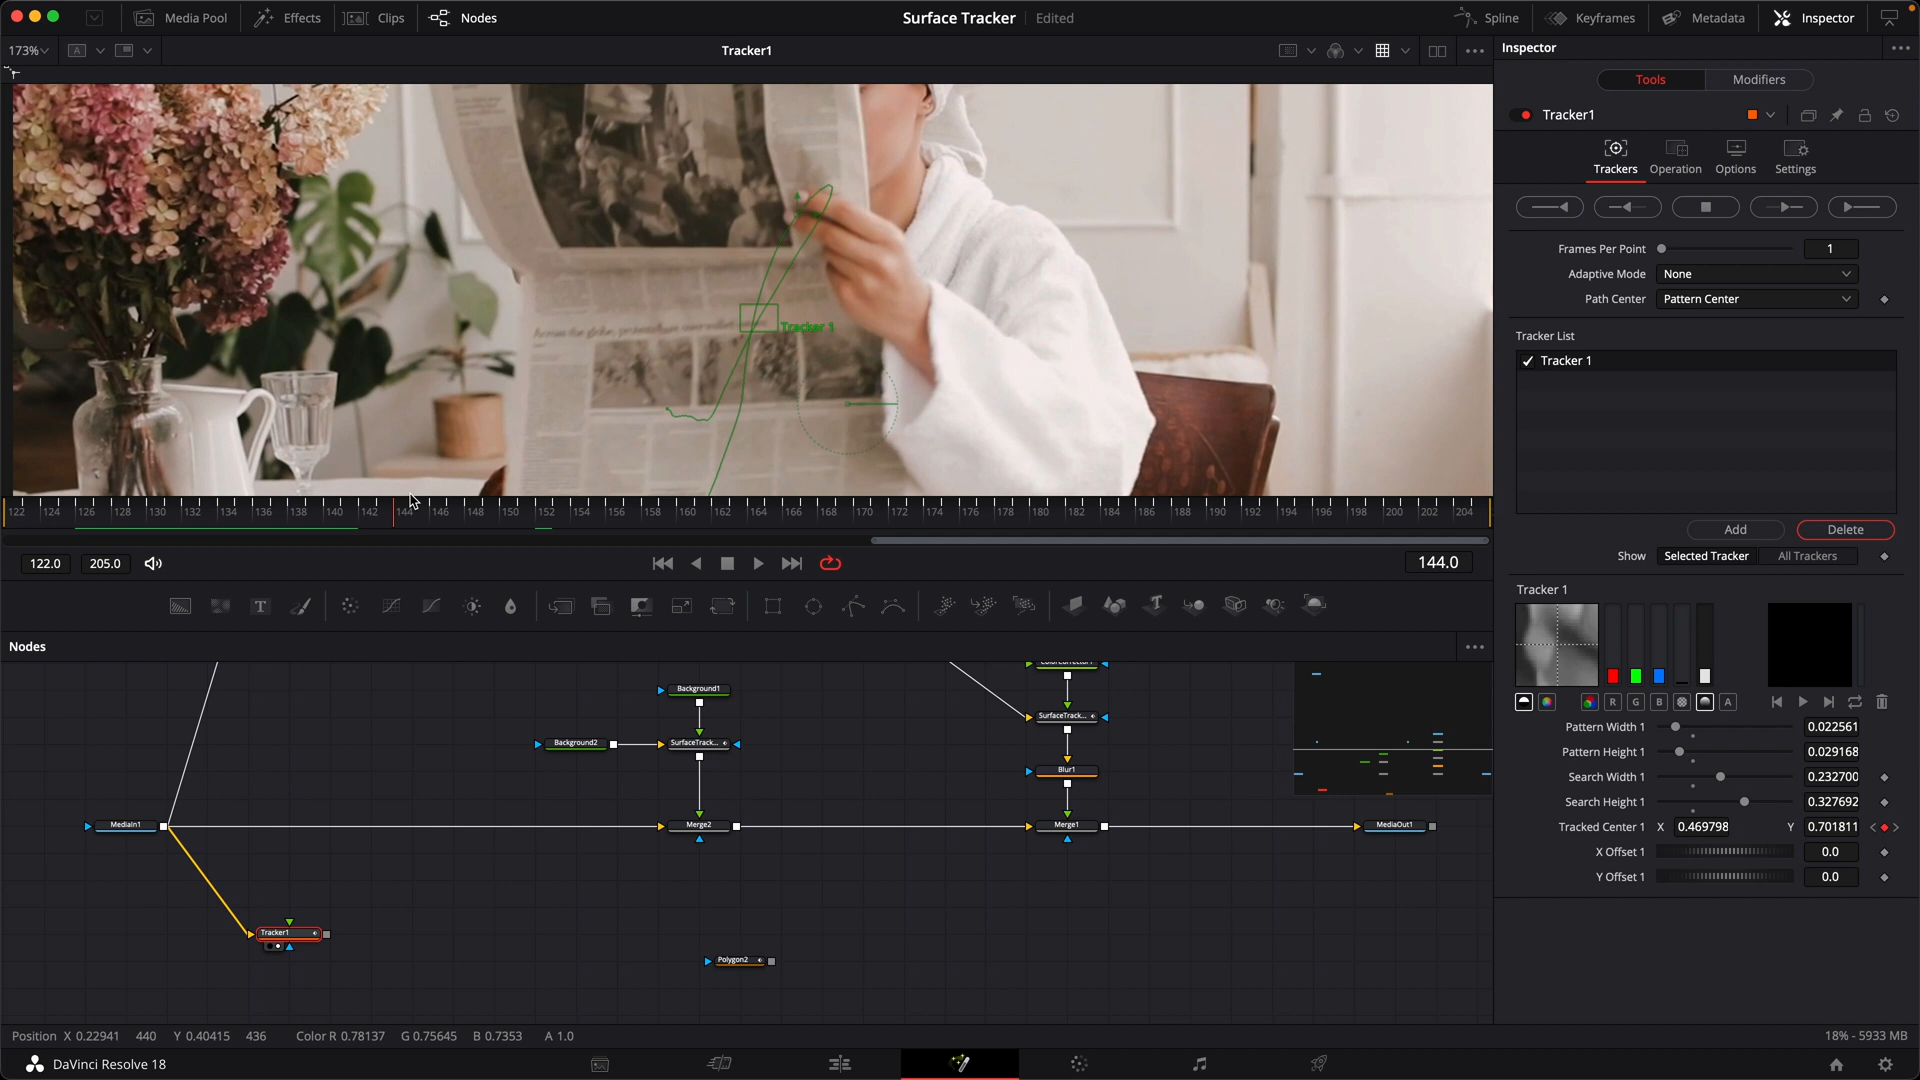 Media Pool
Effects
Clips
Nodes
Surface Tracker
Edited
Spline
Keyframes
Metadata
Inspector
173%
A
Tracker1
Inspector
Tools
Modifiers
Tracker1
Trackers
Operation
Options
Settings
Frames Per Point
1
Adaptive Mode
None
Path Center
Pattern Center
Tracker List
Tracker 1
Add
Delete
Show
Selected Tracker
All Trackers
Tracker 1
122 124 126 128 130 132 134 136 138 140 142 144 146 148 150 152 154 156 158 160 162 164 166 168 170 172 174 176 178 180 182 184 186 188 190 192 194 196 198 200 202 204
122.0
205.0
144.0
Nodes
Tracker 1
R
G
B
A
Pattern Width 1
0.022561
Pattern Height 1
0.029168
Search Width 1
0.232700
Search Height 1
0.327692
Tracked Center 1
X
0.469798
Y
0.701811
X Offset 1
0.0
Y Offset 1
0.0
Background1
ColorCorrector1
Background2
SurfaceTrack...
SurfaceTrack...
Blur1
MediaIn1
Merge2
Merge1
MediaOut1
Tracker1
Polygon2
Position X 0.22941 440 Y 0.40415 436 Color R 0.78137 G 0.75645 B 0.7353 A 1.0
18% - 5933 MB
DaVinci Resolve 18